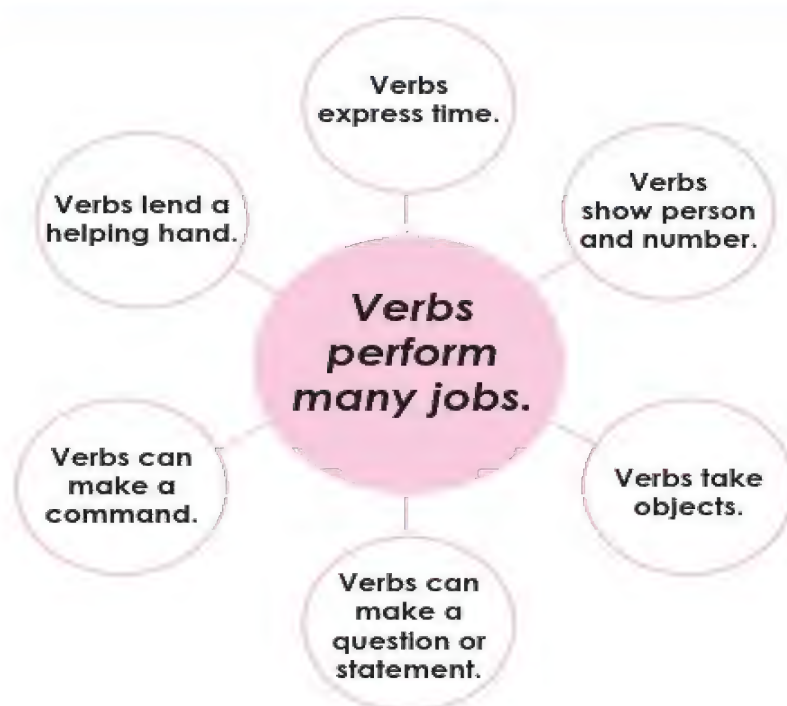 Verbs
express time.
Verbs
show person
and number.
Verbs take
objects.
Verbs can
make a
question or
statement.
Verbs can
make a
command.
Verbs lend a
helping hand.
Verbs
perform
many jobs.